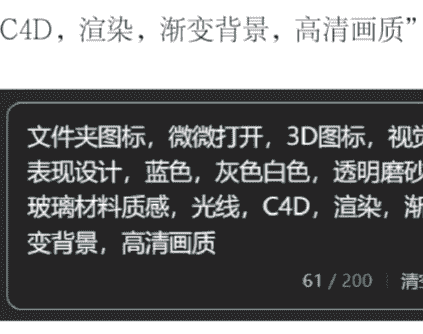 C4D，渲染，渐变背景，高清画质”
文件夹图标，微微打开，3D图标，视觉
表现设计，蓝色，灰色白色，透明磨砂
玻璃材料质感，光线，C4D，渲染，渐
变背景，高清画质
61 / 200 清空